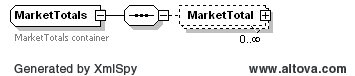 MarketTotals
MarketTotal
MarketTotals container
0..∞
Generated by XmlSpy
www.altova.com